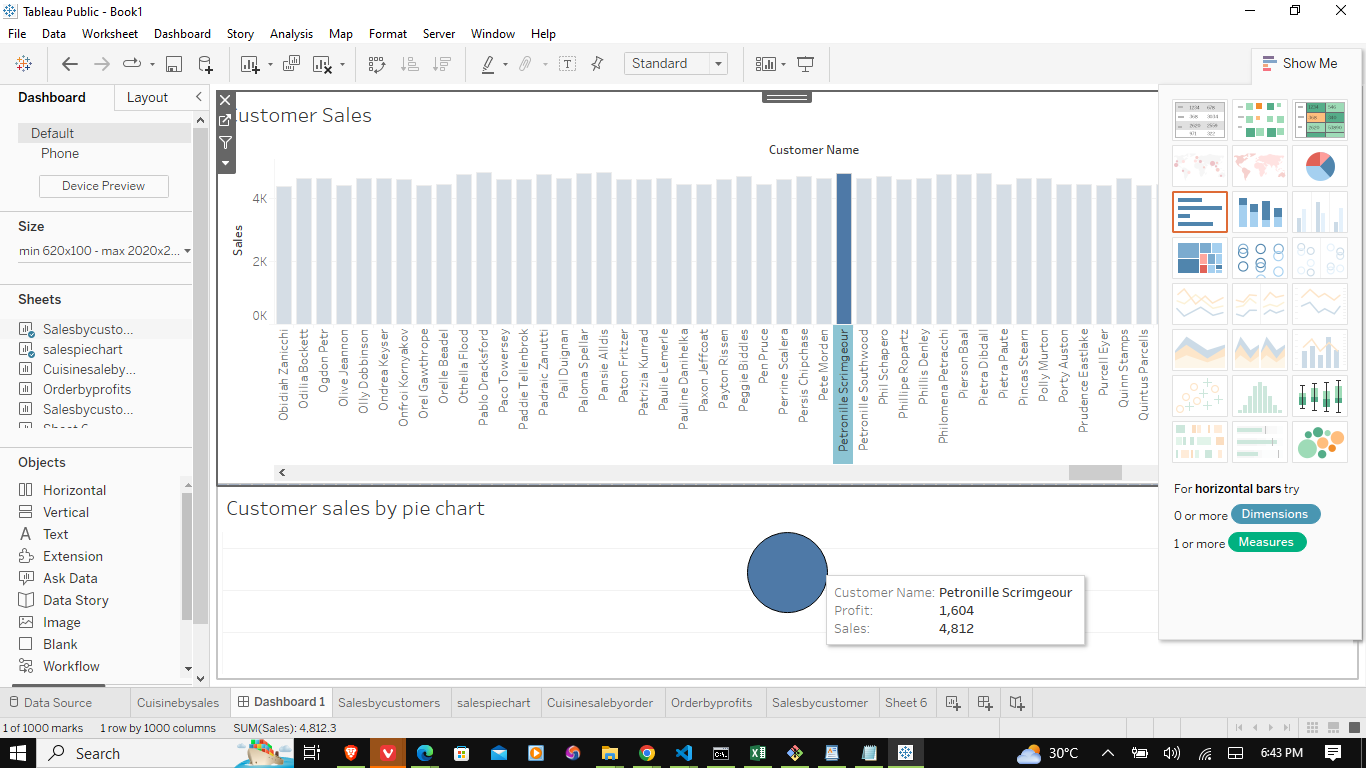 Tableau Public - Book1
File Data Worksheet Dashboard Story Analysis Map Format Server Window Help
Standard
Show Me
Dashboard Layout
Default
Phone
Device Preview
Size
min 620x100 - max 2020x2...
Sheets
Salesbycusto...
salespiechart
Cuisinesaleby...
Orderbyprofits
Salesbycusto...
Sheet 6
Objects
Horizontal
Vertical
Text
Extension
Ask Data
Data Story
Image
Blank
Workflow
Customer Sales
Customer Name
Sales
4K
2K
0K
Obidiah Zanicchi
Odilia Bockett
Ogdon Petr
Olive Jeannon
Olly Dobbinson
Ondrea Keyser
Onfroi Kornyakov
Orel Gawthrope
Orelle Beadel
Othella Flood
Pablo Dracksford
Paco Towersey
Paddie Tellenbrok
Padraic Zanutti
Pail Duignan
Paloma Spellar
Pansie Alldis
Paton Fritzer
Patrizia Kunrad
Paulie Lemerle
Pauline Danihelka
Paxon Jeffcoat
Payton Rissen
Peggie Biddles
Pen Pruce
Perrine Scalera
Persis Chipchase
Pete Morden
Petronille Scrimgeour
Petronille Southwood
Phil Schapero
Phillipe Ropartz
Phillis Denley
Philomena Petracchi
Pierson Baal
Pietra Dibdall
Pietra Paute
Pincas Stearn
Polly Murton
Porty Auston
Prudence Eastlake
Purcell Eyer
Quinn Stamps
Quintus Parcells
Customer sales by pie chart
Customer Name: Petronille Scrimgeour
Profit: 1,604
Sales: 4,812
For horizontal bars try
0 or more Dimensions
1 or more Measures
Data Source Cuisinebysales Dashboard 1 Salesbycustomers salespiechart Cuisinesalebyorder Orderbyprofits Salesbycustomer Sheet 6
1 of 1000 marks 1 row by 1000 columns SUM(Sales): 4,812.3
Search
30°C
6:43 PM